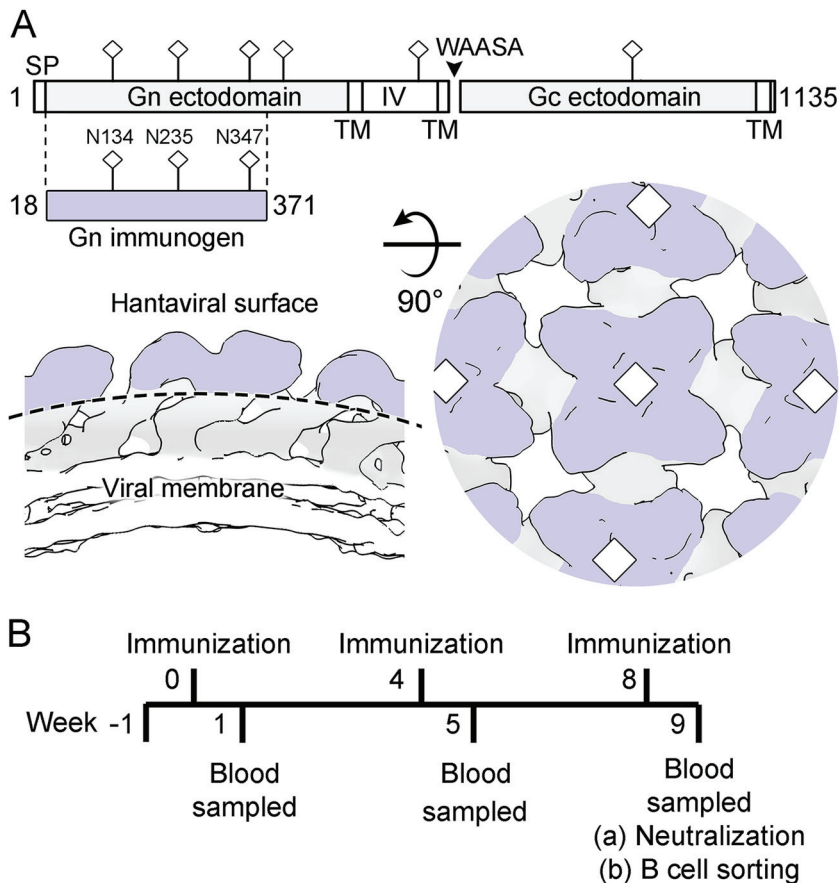 A
WAASA
SP
1
Gn ectodomain
IV
Gc ectodomain
1135
TM
TM
TM
N134
N235
N347
18
371
Gn immunogen
90°
Hantaviral surface
Viral membrane
B
Immunization
Immunization
Immunization
0
4
8
Week
-1
1
5
9
Blood
sampled
Blood
sampled
Blood
sampled
(a) Neutralization
(b) B cell sorting